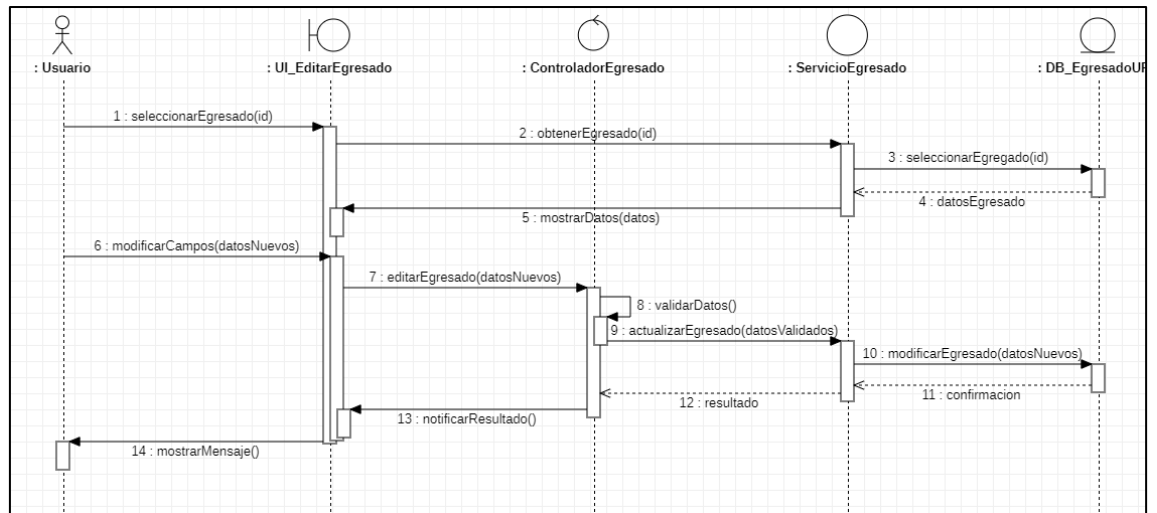 : Usuario
: UI_EditarEgresado
: ControladorEgresado
: ServicioEgresado
: DB_EgresadoUP
1 : seleccionarEgresado(id)
2 : obtenerEgresado(id)
3 : seleccionarEgregado(id)
4 : datosEgresado
5 : mostrarDatos(datos)
6 : modificarCampos(datosNuevos)
7 : editarEgresado(datosNuevos)
8 : validarDatos()
9 : actualizarEgresado(datosValidados)
10 : modificarEgresado(datosNuevos)
11 : confirmacion
12 : resultado
13 : notificarResultado()
14 : mostrarMensaje()